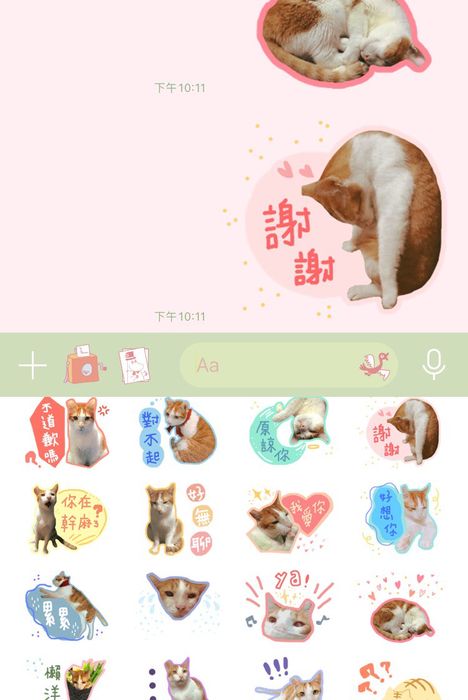 下午10:11
謝
謝
下午10:11
Aa
不道歉嗎
?
對不起
原諒
你
謝
謝
你在
幹麻?
好
無
聊
我愛你
好想你
累累
Ya!
!!!
懶洋
? ?